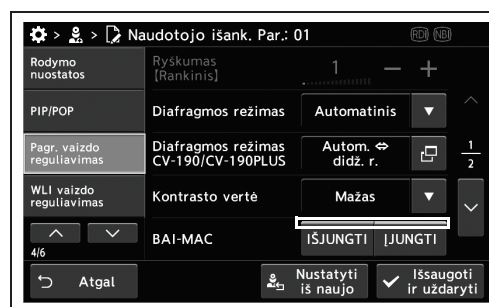 > > Naudotojo išank. Par.: 01
RDI NBI
Rodymo
nuostatos
PIP/POP
Pagr. vaizdo
reguliavimas
WLI vaizdo
reguliavimas
4/6
Ryškumas
[Rankinis]
1 − +
Diafragmos režimas
Automatinis
Diafragmos režimas
CV-190/CV-190PLUS
Autom. ⇔
didž. r.
Kontrasto vertė
Mažas
BAI-MAC
IŠJUNGTI ĮJUNGTI
1
2
Atgal
Nustatyti
iš naujo
Išsaugoti
ir uždaryti